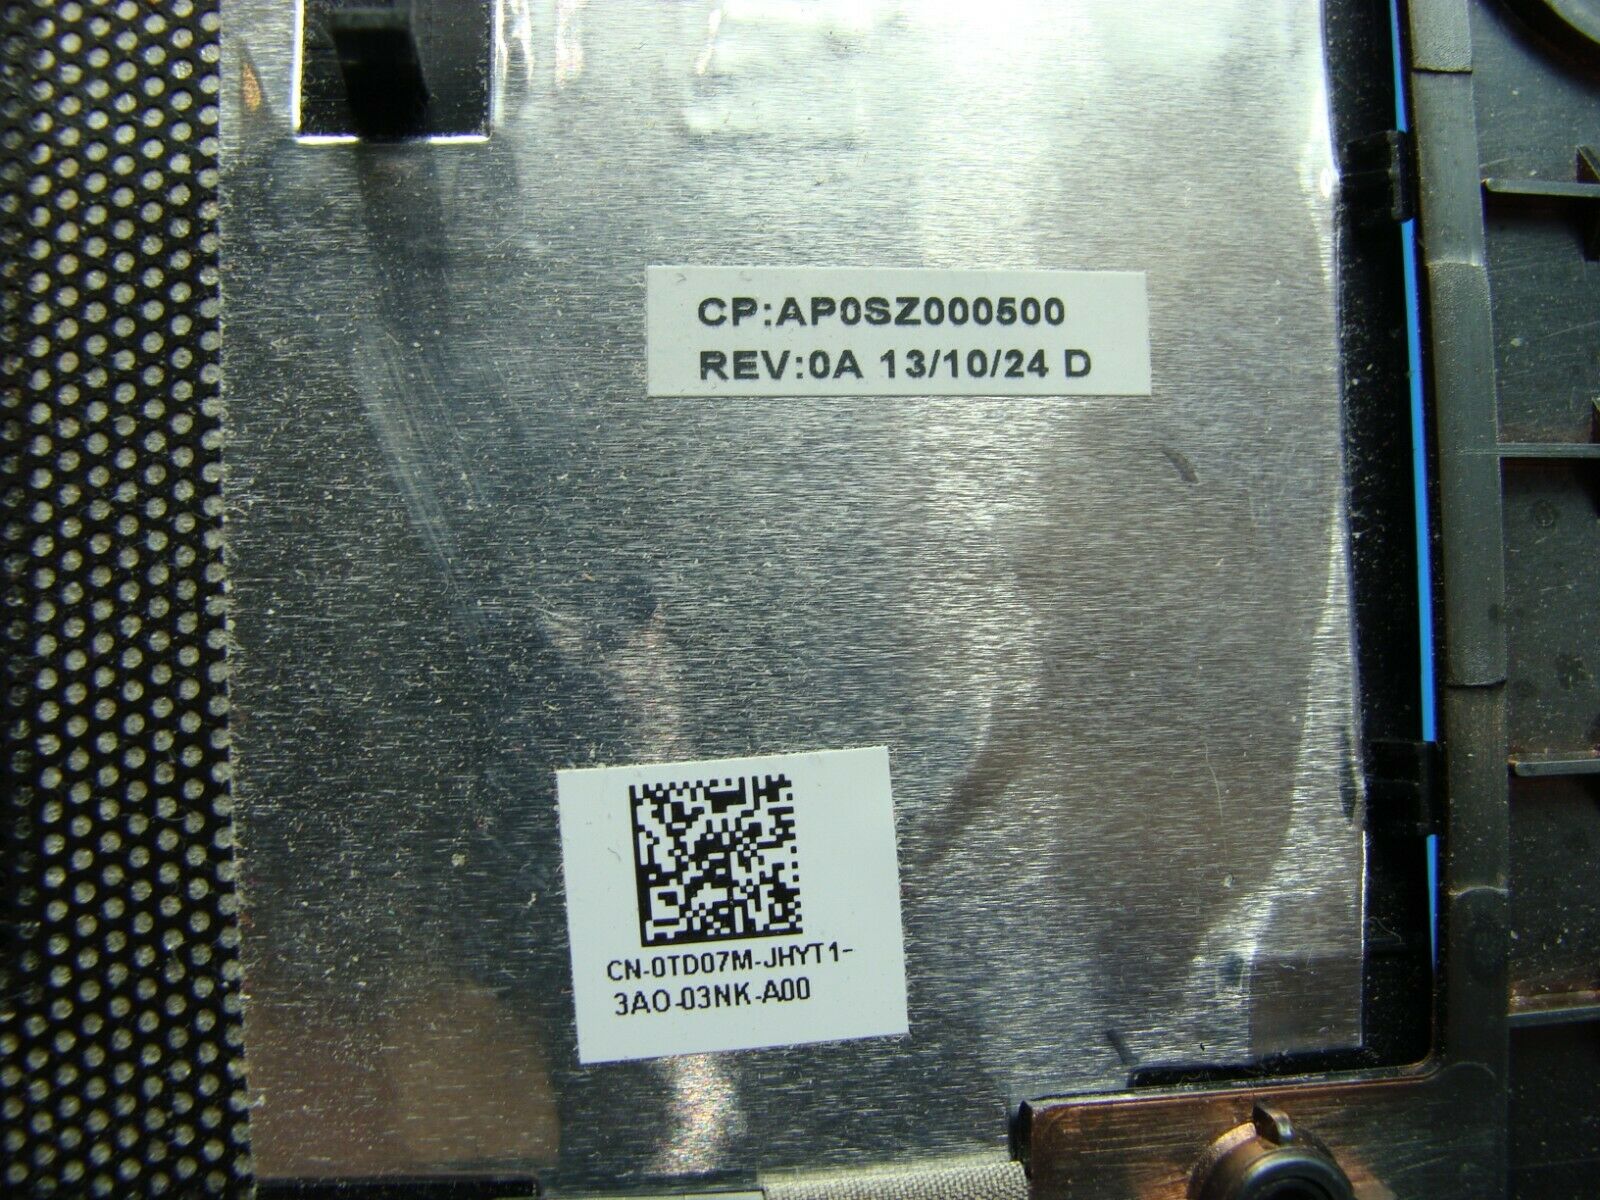 CP:AP0SZ000500
REV:0A 13/10/24 D
CN-0TD07M-JHYT1-
3AO-03NK-A00